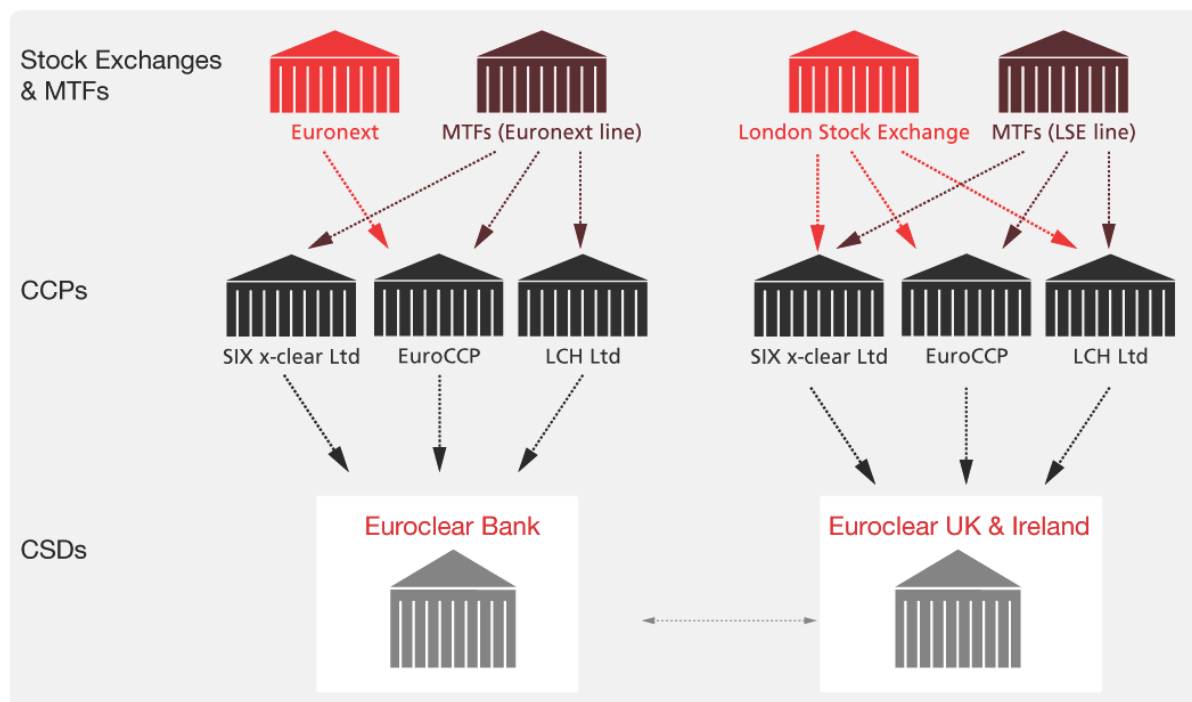 Stock Exchanges
& MTFs
Euronext
MTFs (Euronext line)
London Stock Exchange
MTFs (LSE line)
CCPs
SIX x-clear Ltd
EuroCCP
LCH Ltd
SIX x-clear Ltd
EuroCCP
LCH Ltd
CSDs
Euroclear Bank
Euroclear UK & Ireland